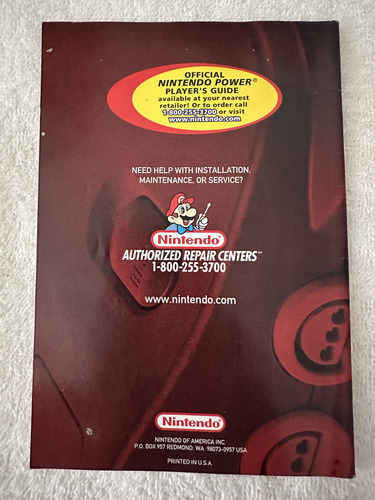 OFFICIAL
NINTENDO POWER®
PLAYER'S GUIDE
available at your nearest
retailer! Or to order call
1-800-255-3700 or visit
www.nintendo.com
NEED HELP WITH INSTALLATION,
MAINTENANCE, OR SERVICE?
Nintendo®
AUTHORIZED REPAIR CENTERS℠
1-800-255-3700
www.nintendo.com
Nintendo®
NINTENDO OF AMERICA INC.
P.O. BOX 957 REDMOND, WA 98073-0957 USA
PRINTED IN U.S.A.